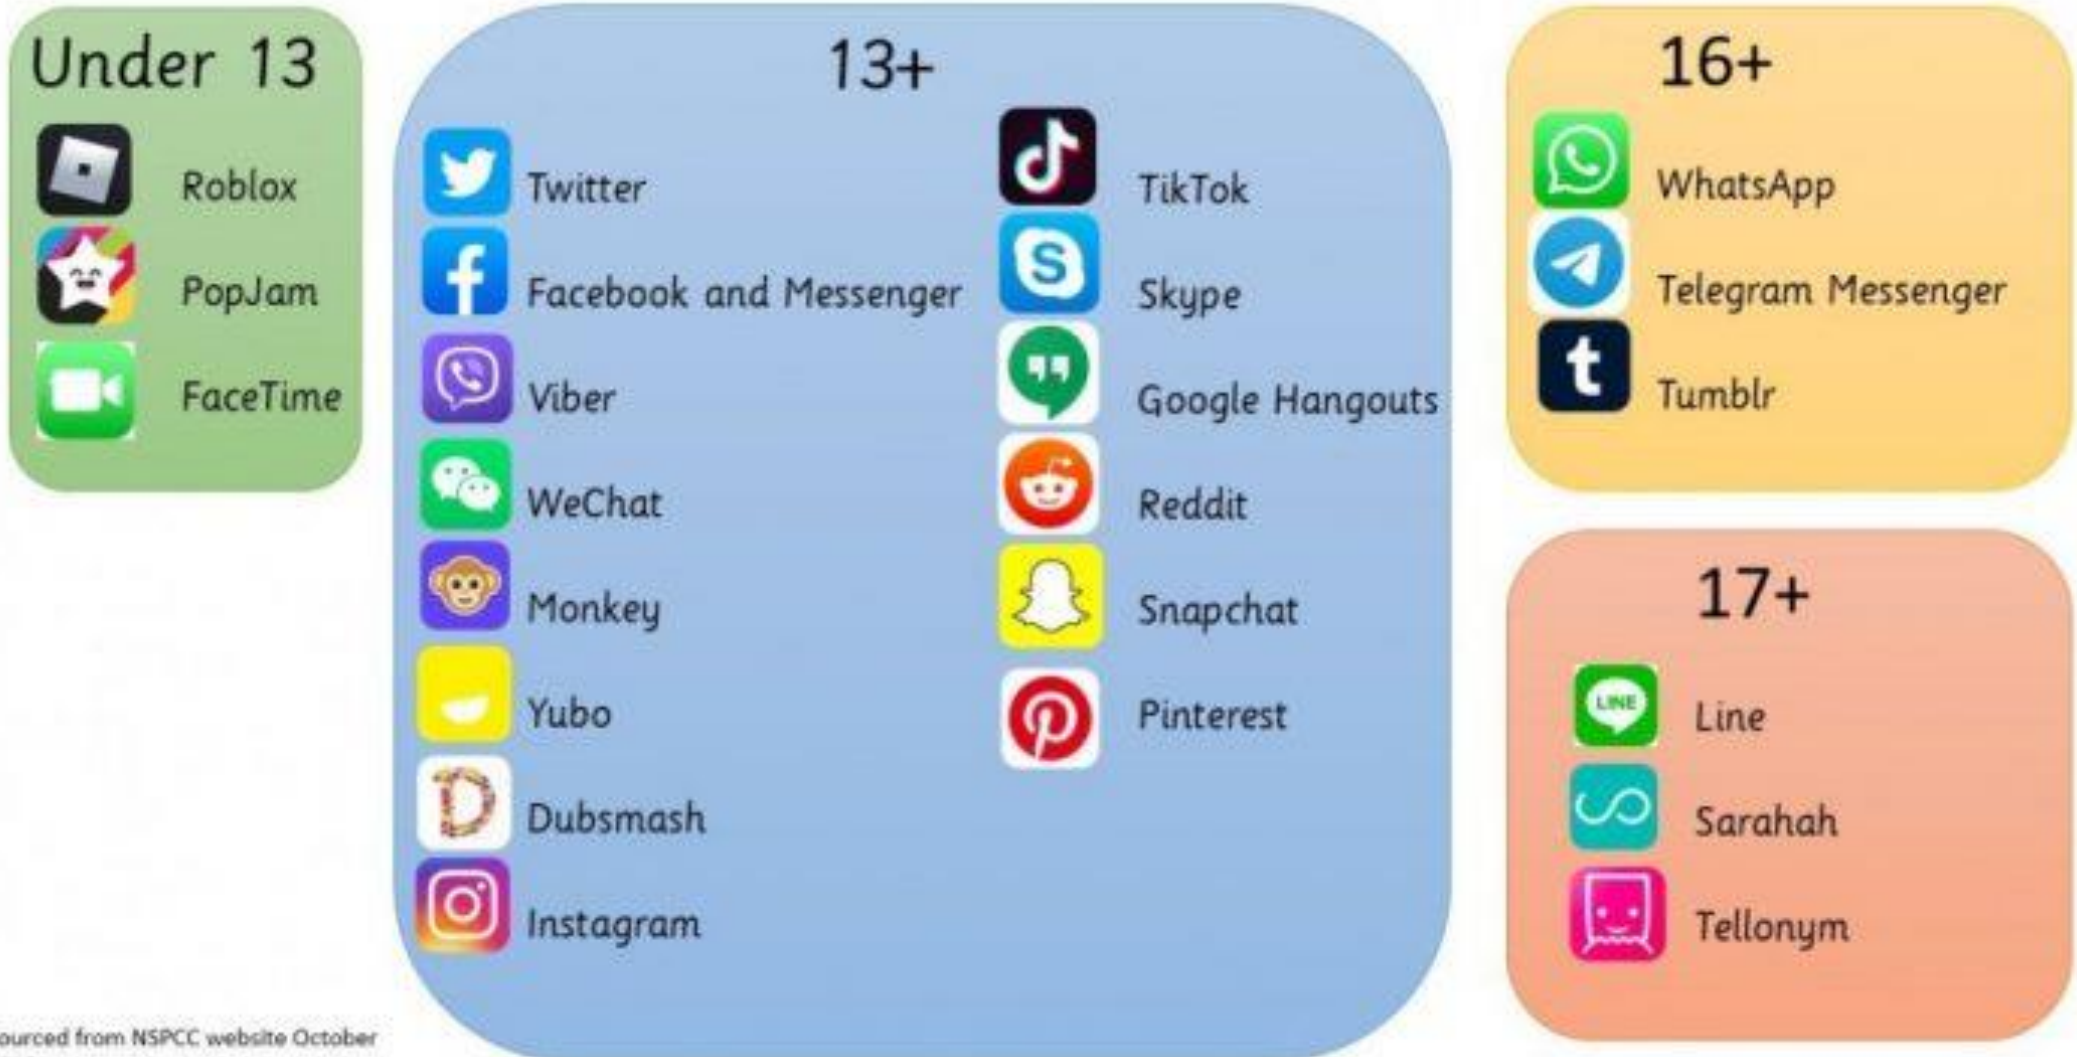 Under 13
Roblox
PopJam
FaceTime
13+
Twitter
Facebook and Messenger
Viber
WeChat
Monkey
Yubo
Dubsmash
Instagram
TikTok
Skype
Google Hangouts
Reddit
Snapchat
Pinterest
16+
WhatsApp
Telegram Messenger
Tumblr
17+
LINE
Line
Sarahah
Tellonym
ourced from NSPCC website October